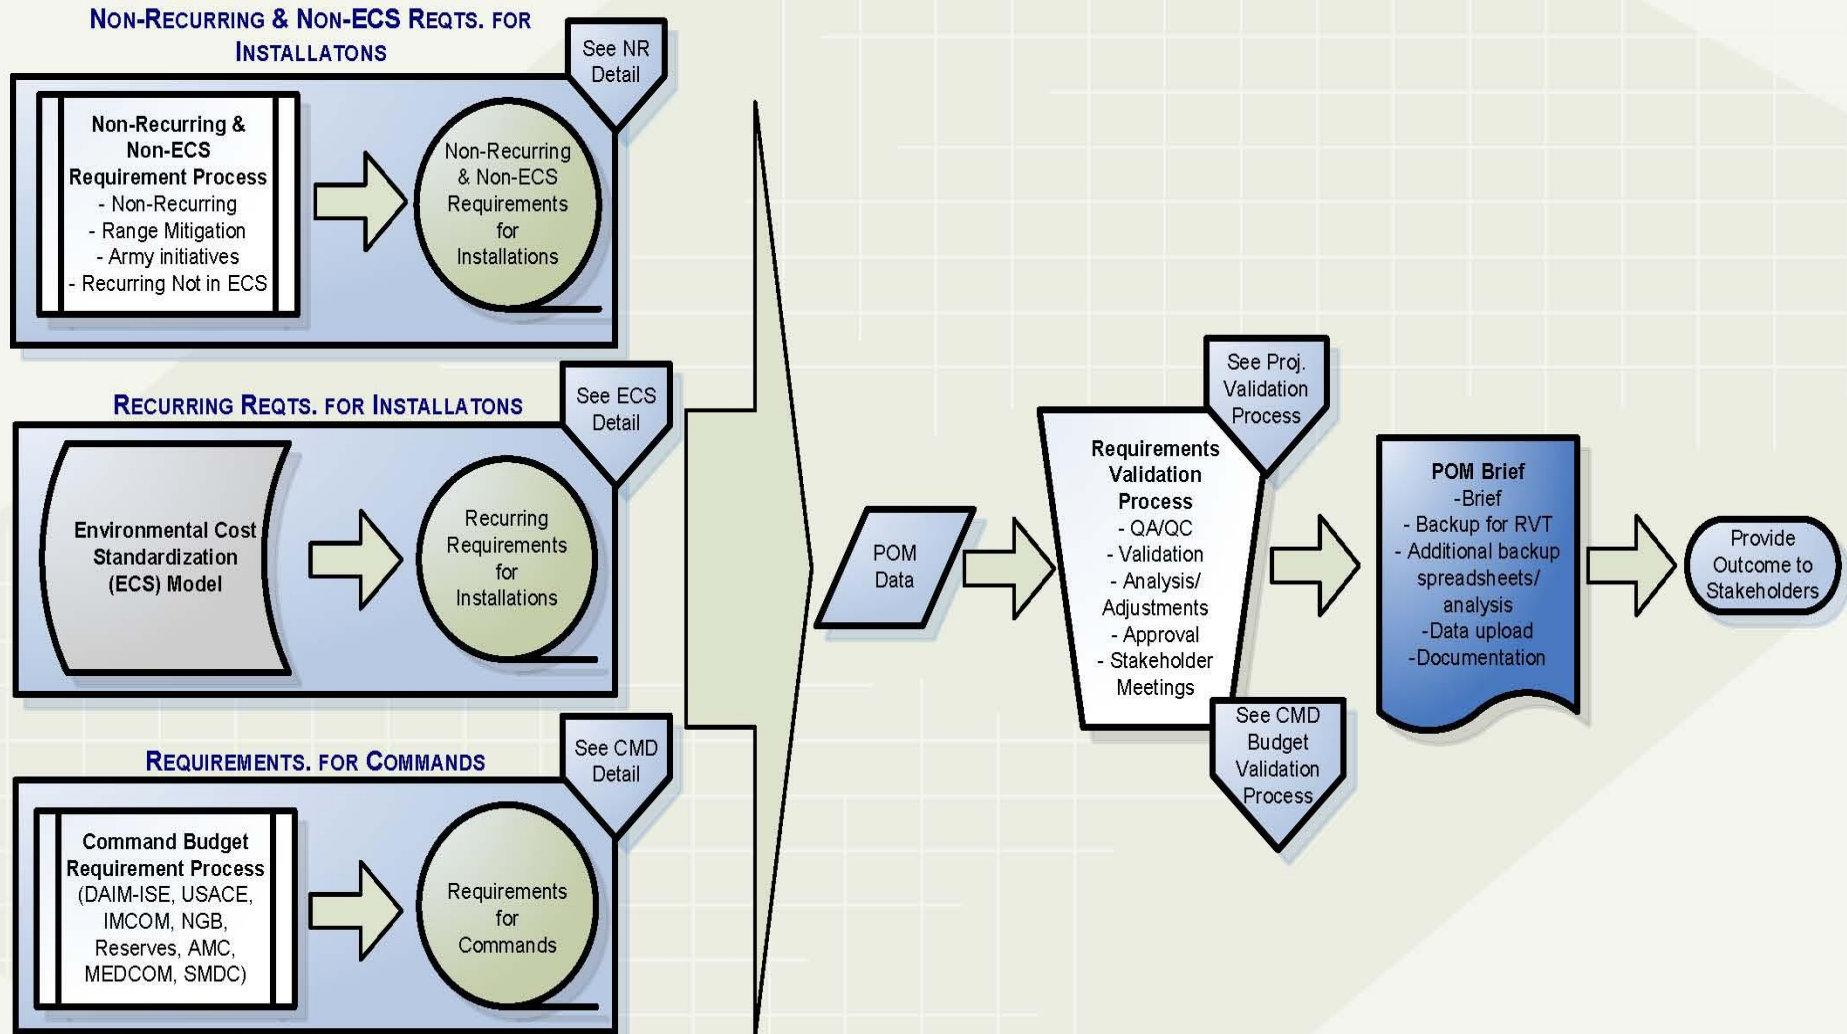 NON-RECURRING & NON-ECS REQTS. FOR
INSTALLATONS
See NR
Detail
Non-Recurring &
Non-ECS
Requirement Process
- Non-Recurring
- Range Mitigation
- Army initiatives
- Recurring Not in ECS
Non-Recurring
& Non-ECS
Requirements
for
Installations
RECURRING REQTS. FOR INSTALLATONS
See ECS
Detail
Environmental Cost
Standardization
(ECS) Model
Recurring
Requirements
for
Installations
REQUIREMENTS. FOR COMMANDS
See CMD
Detail
Command Budget
Requirement Process
(DAIM-ISE, USACE,
IMCOM, NGB,
Reserves, AMC,
MEDCOM, SMDC)
Requirements
for
Commands
POM
Data
See Proj.
Validation
Process
Requirements
Validation
Process
- QA/QC
- Validation
- Analysis/
Adjustments
- Approval
- Stakeholder
Meetings
See CMD
Budget
Validation
Process
POM Brief
-Brief
- Backup for RVT
- Additional backup
spreadsheets/
analysis
-Data upload
-Documentation
Provide
Outcome to
Stakeholders